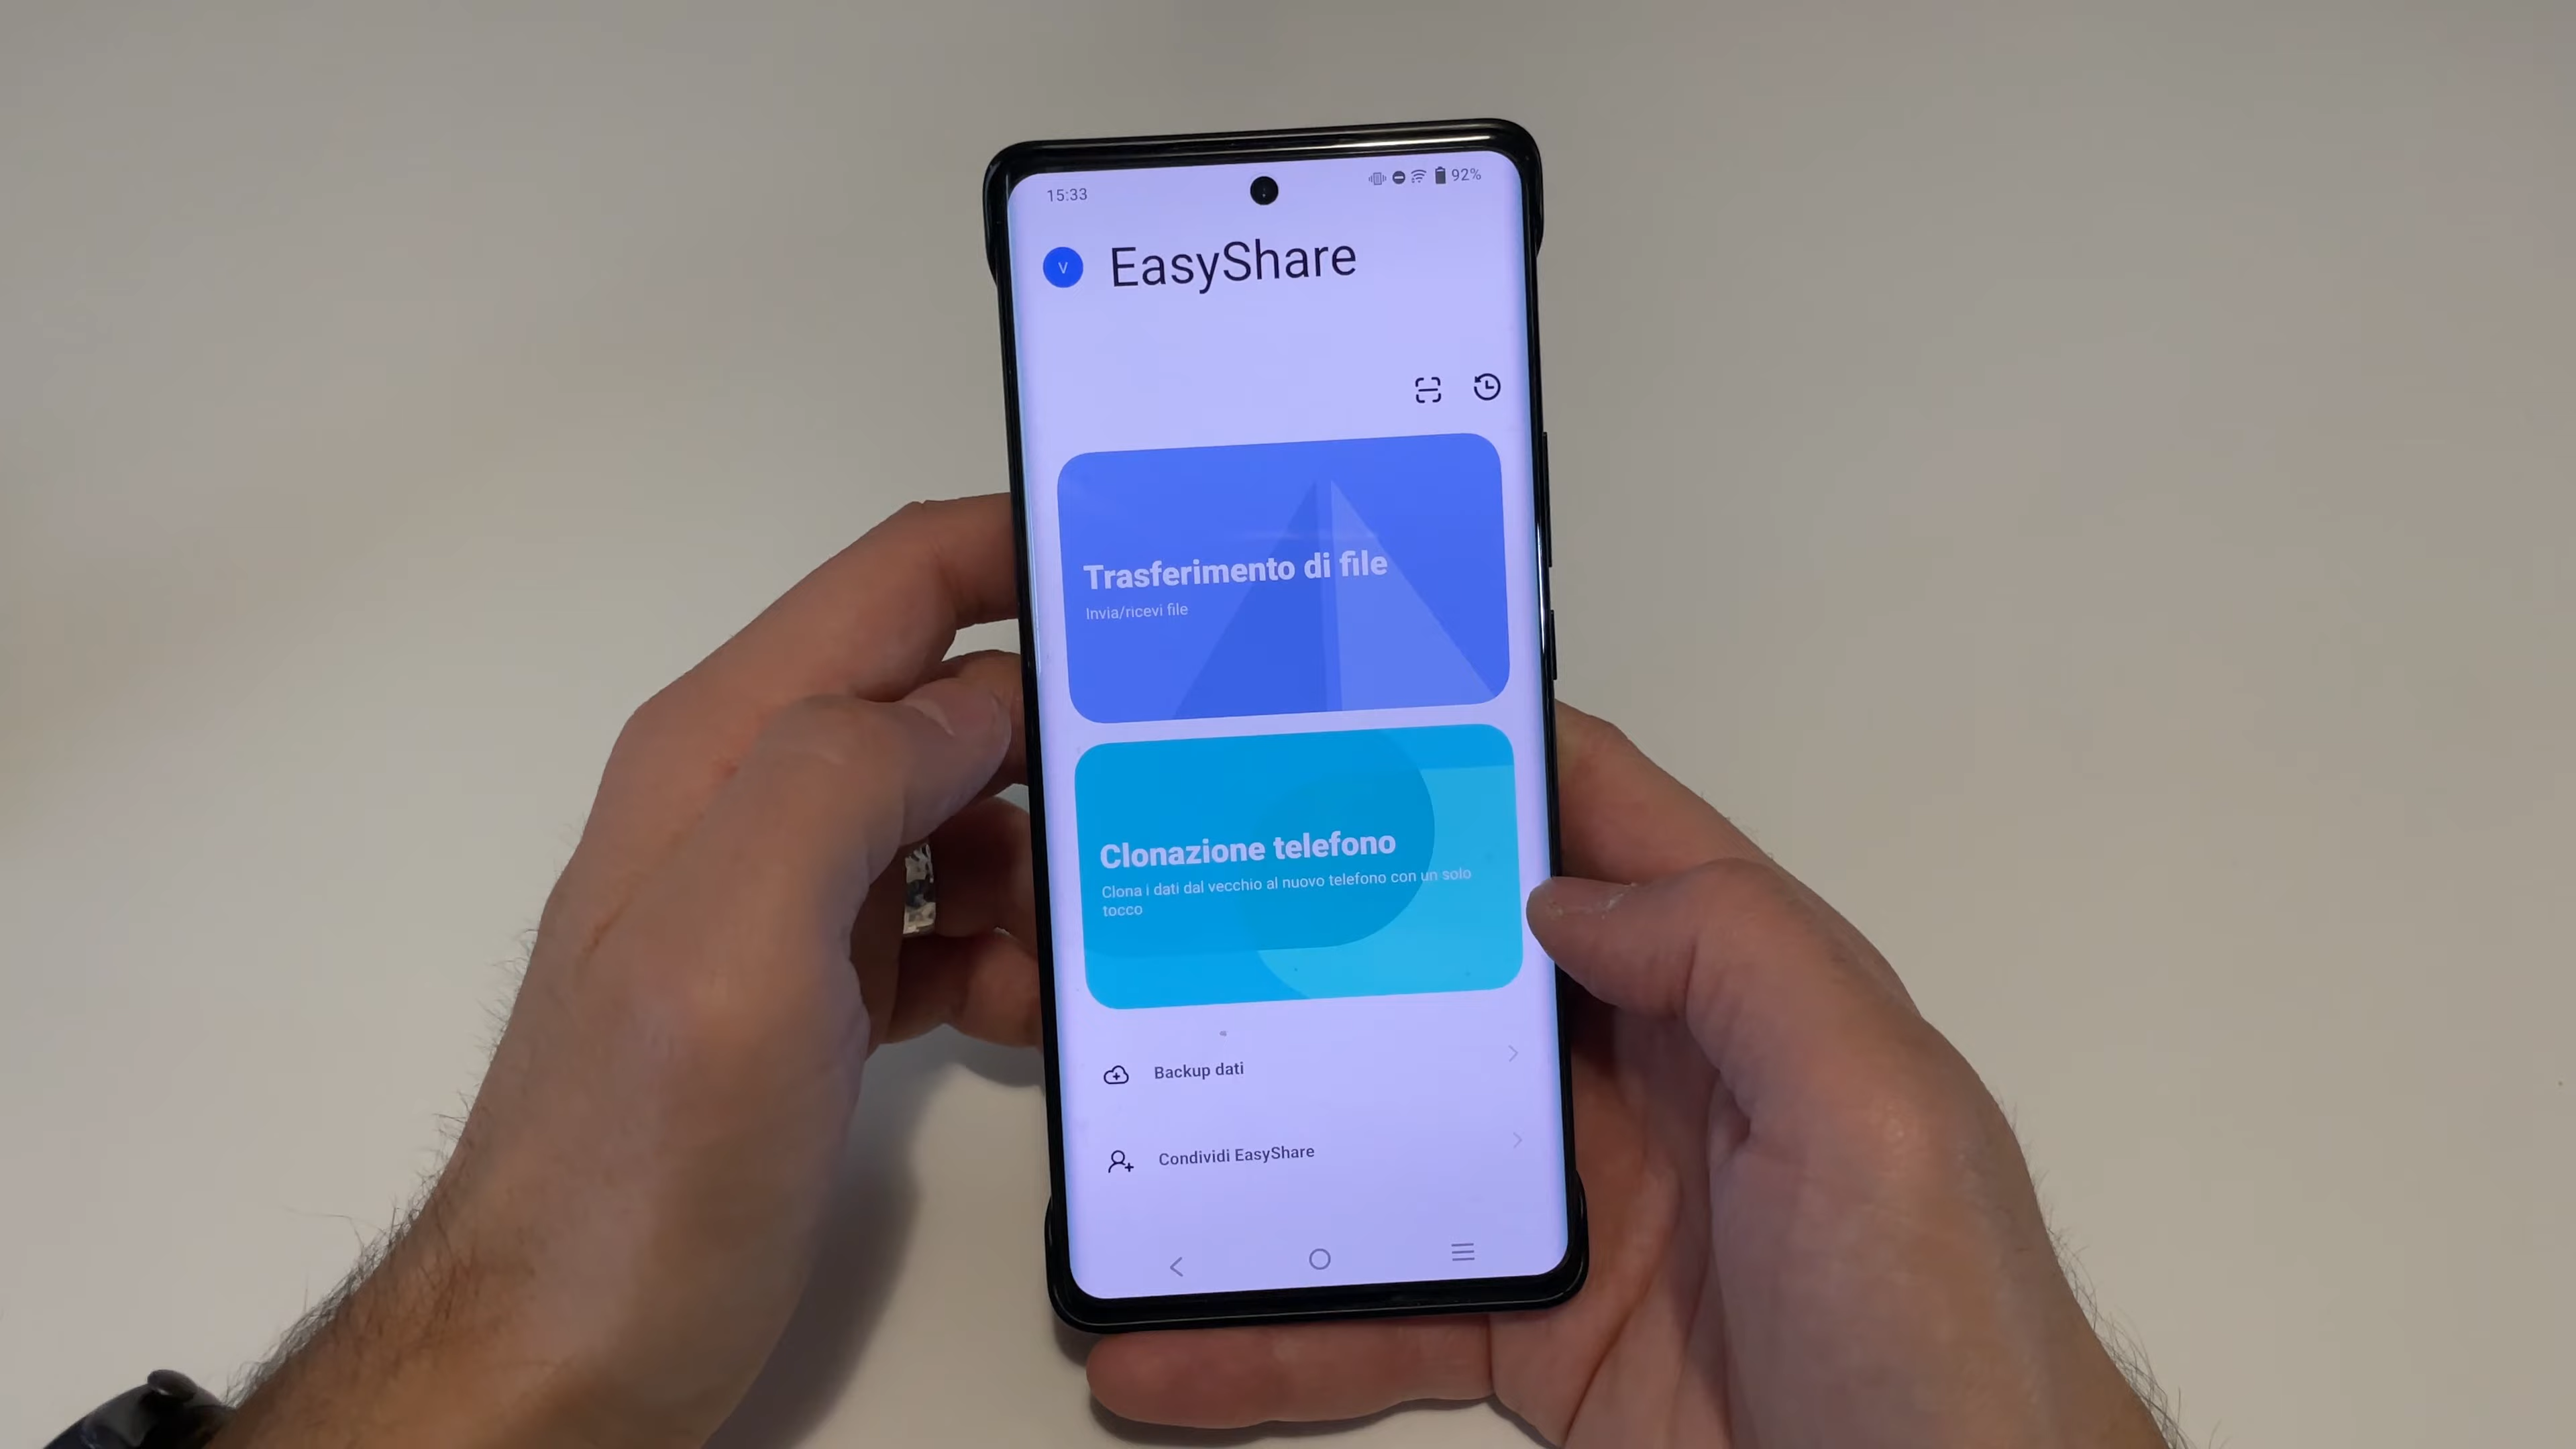 15:33
92%
V
EasyShare
Trasferimento di file
Invia/ricevi file
Clonazione telefono
Clona i dati dal vecchio al nuovo telefono con un solo
tocco
Backup dati
Condividi EasyShare